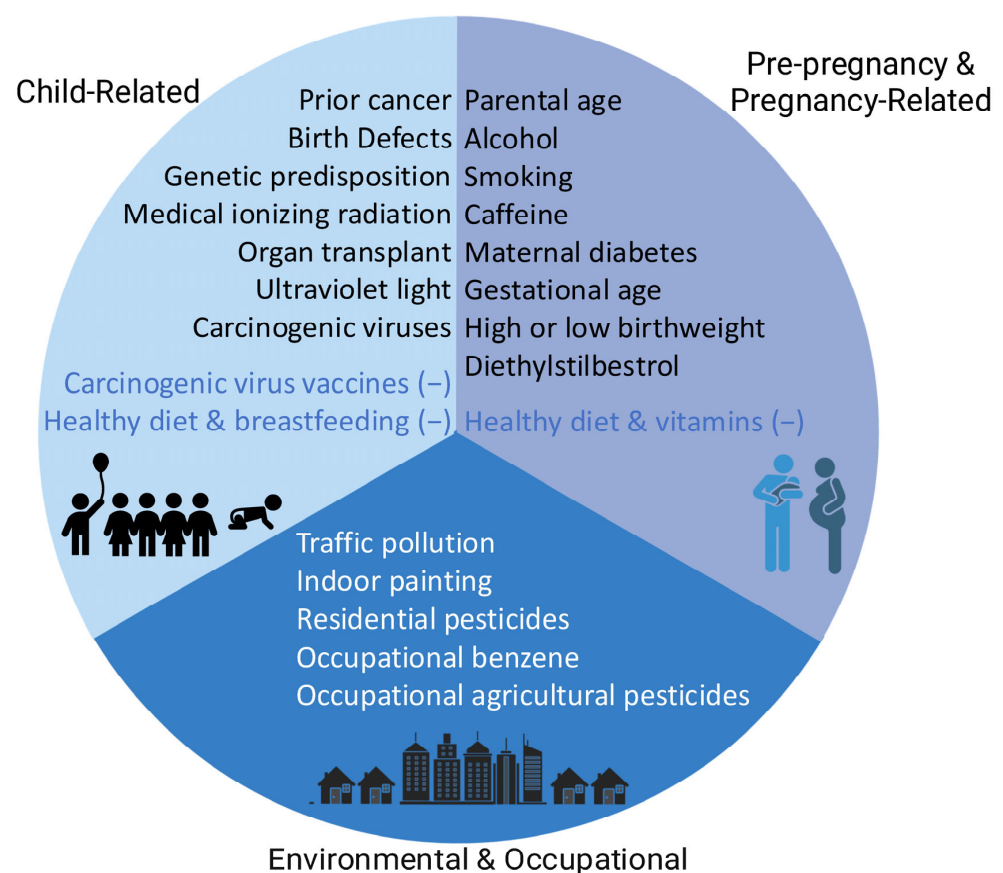 Child-Related
Prior cancer
Birth Defects
Genetic predisposition
Medical ionizing radiation
Organ transplant
Ultraviolet light
Carcinogenic viruses
Carcinogenic virus vaccines (−)
Healthy diet & breastfeeding (−)
Pre-pregnancy &
Pregnancy-Related
Parental age
Alcohol
Smoking
Caffeine
Maternal diabetes
Gestational age
High or low birthweight
Diethylstilbestrol
Healthy diet & vitamins (−)
Traffic pollution
Indoor painting
Residential pesticides
Occupational benzene
Occupational agricultural pesticides
Environmental & Occupational